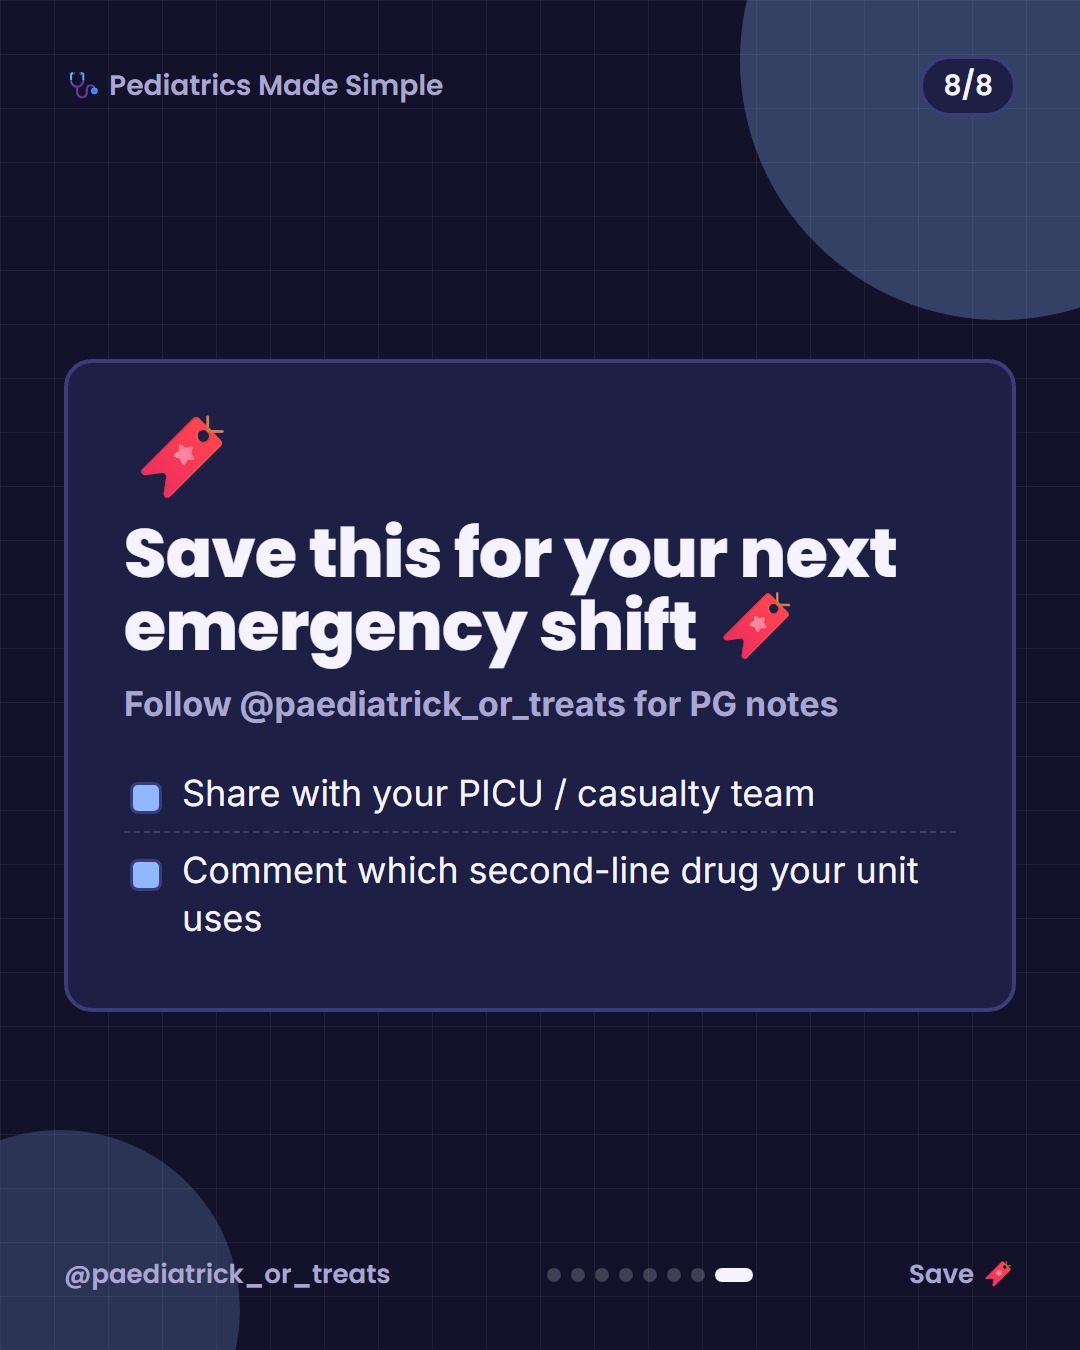 Pediatrics Made Simple
8/8
Save this for your next
emergency shift
Follow @paediatrick_or_treats for PG notes
Share with your PICU / casualty team
Comment which second-line drug your unit
uses
@paediatrick_or_treats
Save